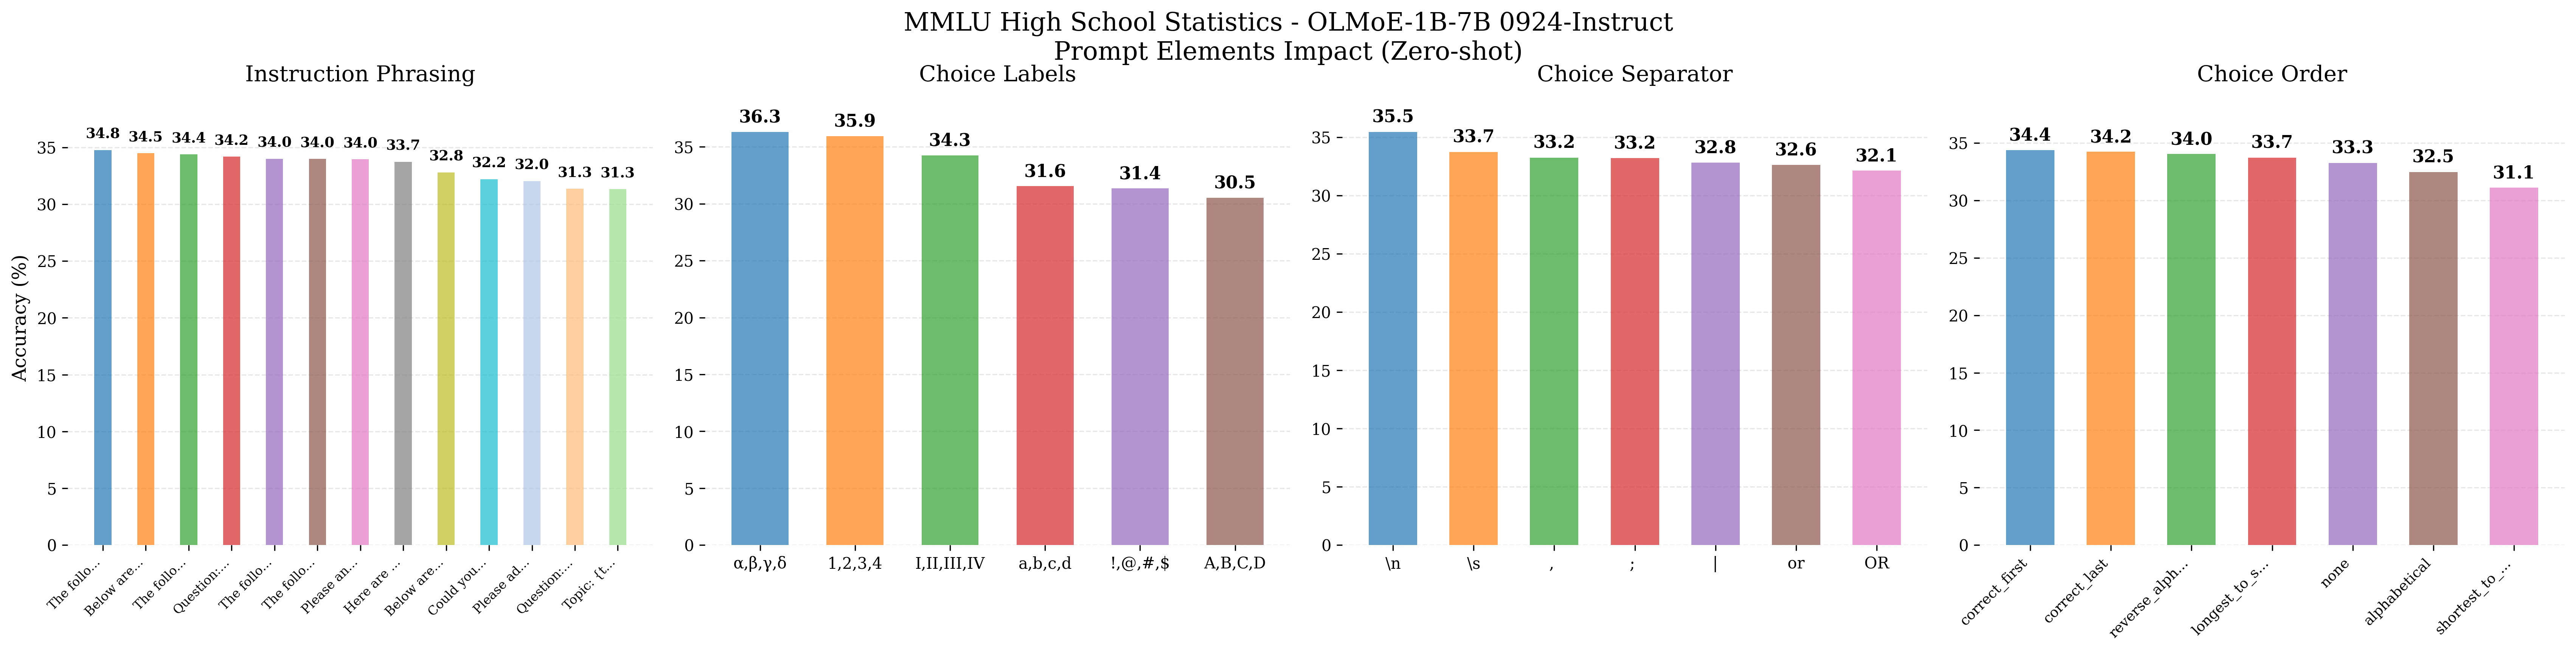 MMLU High School Statistics - OLMoE-1B-7B 0924-Instruct
Prompt Elements Impact (Zero-shot)
Instruction Phrasing
Accuracy (%)
35
30
25
20
15
10
5
0
34.8 34.5 34.4 34.2 34.0 34.0 34.0 33.7 32.8 32.2 32.0 31.3 31.3
The follo...
Below are...
The follo...
Question:...
The follo...
The follo...
Please an...
Here are ...
Below are...
Could you...
Please ad...
Question:...
Topic: {t...
Choice Labels
35
30
25
20
15
10
5
0
36.3 35.9 34.3 31.6 31.4 30.5
α,β,γ,δ 1,2,3,4 I,II,III,IV a,b,c,d !,@,#,$ A,B,C,D
Choice Separator
35
30
25
20
15
10
5
0
35.5 33.7 33.2 33.2 32.8 32.6 32.1
\n \s , ; | or OR
Choice Order
35
30
25
20
15
10
5
0
34.4 34.2 34.0 33.7 33.3 32.5 31.1
correct_first
correct_last
reverse_alph...
longest_to_s...
none
alphabetical
shortest_to_...